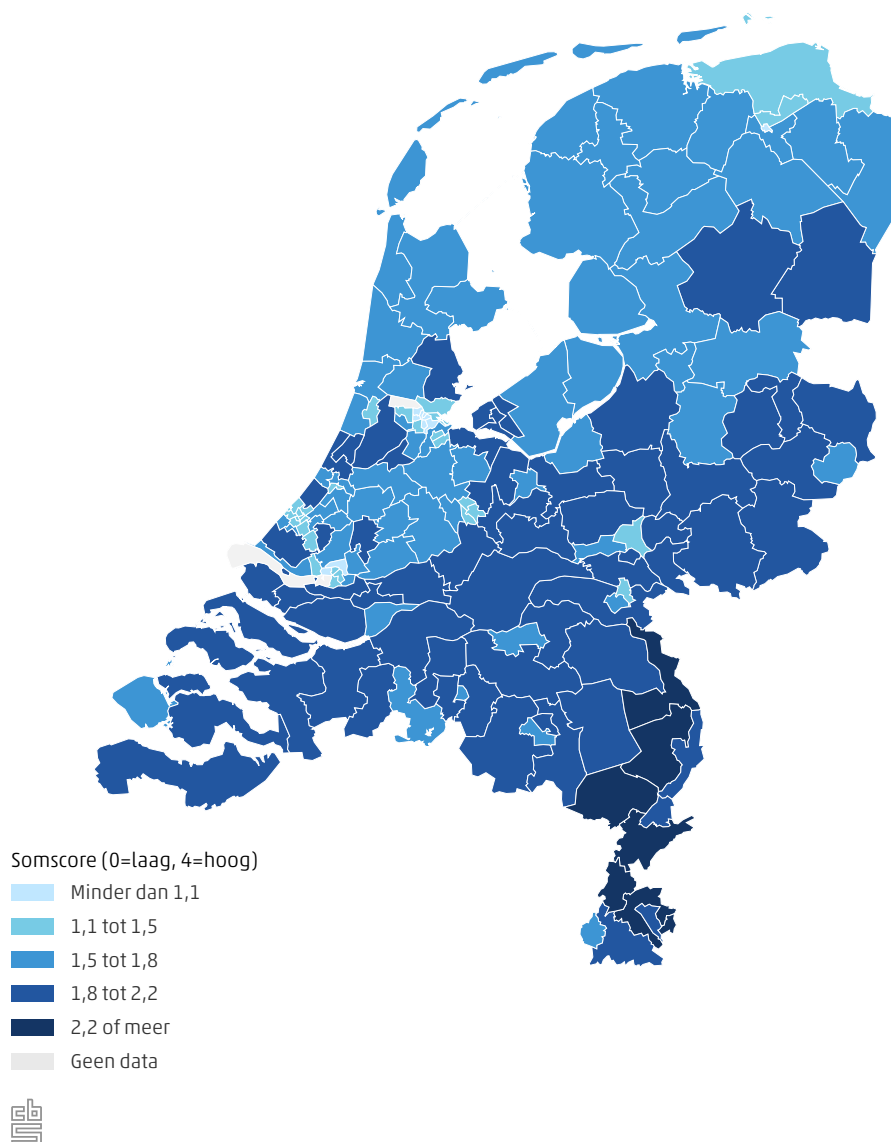 Somscore (0=laag, 4=hoog)
Minder dan 1,1
1,1 tot 1,5
1,5 tot 1,8
1,8 tot 2,2
2,2 of meer
Geen data
cbs